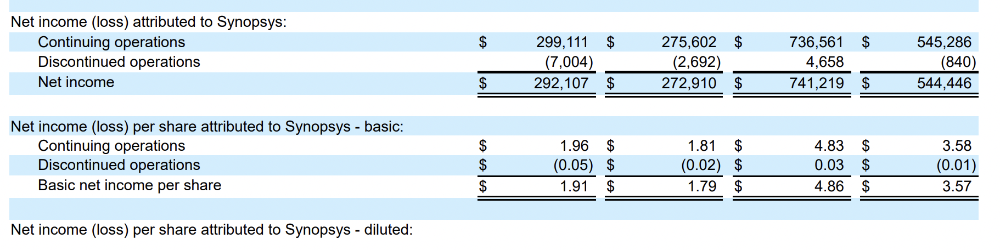 Net income (loss) attributed to Synopsys:
Continuing operations $ 299,111 $ 275,602 $ 736,561 $ 545,286
Discontinued operations (7,004) (2,692) 4,658 (840)
Net income $ 292,107 $ 272,910 $ 741,219 $ 544,446
Net income (loss) per share attributed to Synopsys - basic:
Continuing operations $ 1.96 $ 1.81 $ 4.83 $ 3.58
Discontinued operations $ (0.05) $ (0.02) $ 0.03 $ (0.01)
Basic net income per share $ 1.91 $ 1.79 $ 4.86 $ 3.57
Net income (loss) per share attributed to Synopsys - diluted: